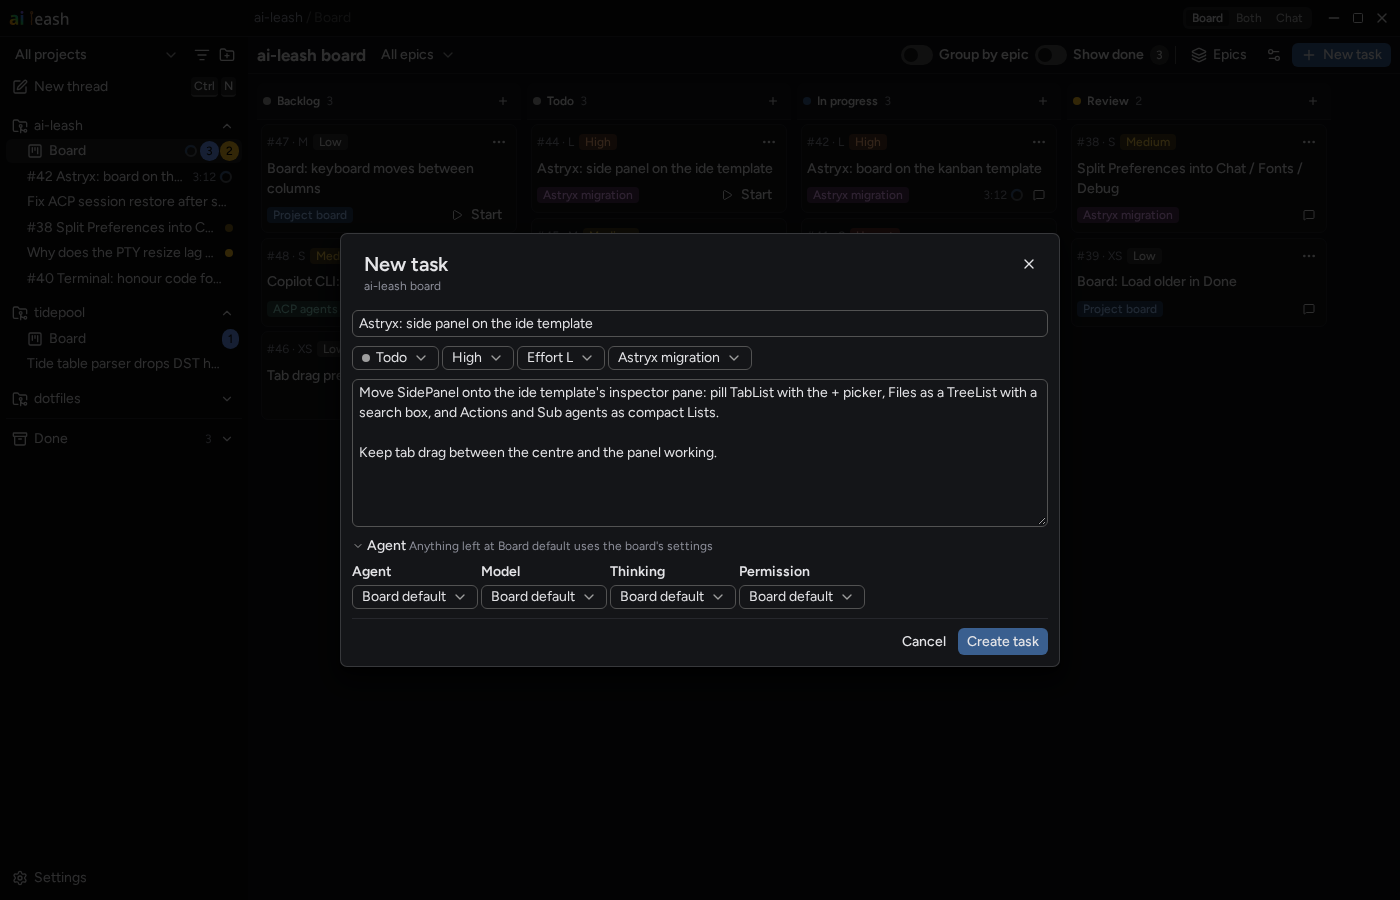 ai leash
ai-leash / Board
Board Both Chat
All projects
ai-leash board All epics
Group by epic Show done 3 Epics New task
New thread Ctrl N
Backlog 3
Todo 3
In progress 3
Review 2
ai-leash
Board 3 2
#42 Astryx: board on th... 3:12
Fix ACP session restore after s...
#38 Split Preferences into C...
Why does the PTY resize lag ...
#40 Terminal: honour code fo...
tidepool
Board 1
Tide table parser drops DST h...
dotfiles
Done 3
Settings
#47 · M Low
Board: keyboard moves between
columns
Project board Start
#48 · S Med
Copilot CLI:
ACP agents
#46 · XS Lov
Tab drag pre
#44 · L High
Astryx: side panel on the ide template
Astryx migration Start
#42 · L High
Astryx: board on the kanban template
Astryx migration 3:12
#38 · S Medium
Split Preferences into Chat / Fonts /
Debug
Astryx migration
#39 · XS Low
Board: Load older in Done
Project board
New task
ai-leash board
Astryx: side panel on the ide template
Todo High Effort L Astryx migration
Move SidePanel onto the ide template's inspector pane: pill TabList with the + picker, Files as a TreeList with a
search box, and Actions and Sub agents as compact Lists.
Keep tab drag between the centre and the panel working.
Agent Anything left at Board default uses the board's settings
Agent Model Thinking Permission
Board default Board default Board default Board default
Cancel Create task